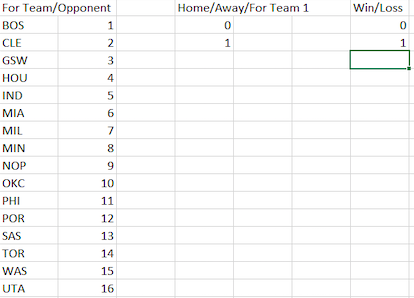 For Team/Opponent Home/Away/For Team 1 Win/Loss
BOS 1 0 0
CLE 2 1 1
GSW 3
HOU 4
IND 5
MIA 6
MIL 7
MIN 8
NOP 9
OKC 10
PHI 11
POR 12
SAS 13
TOR 14
WAS 15
UTA 16